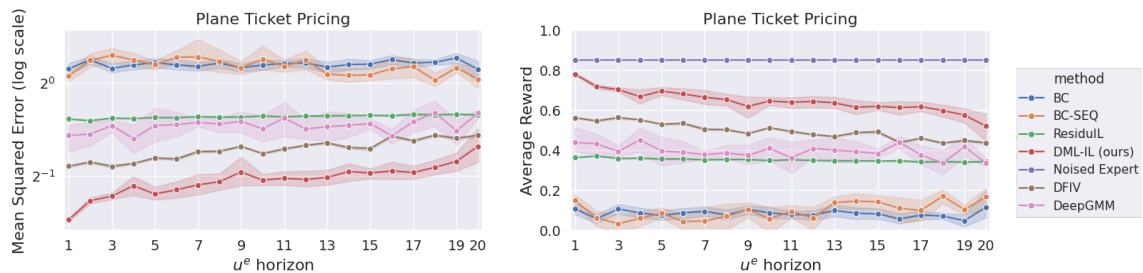 Plane Ticket Pricing
Mean Squared Error (log scale)
2⁰
2⁻¹
1 3 5 7 9 11 13 15 17 19 20
uᵉ horizon
Plane Ticket Pricing
Average Reward
1.0
0.8
0.6
0.4
0.2
0.0
1 3 5 7 9 11 13 15 17 19 20
uᵉ horizon
method
BC
BC-SEQ
ResiduIL
DML-IL (ours)
Noised Expert
DFIV
DeepGMM